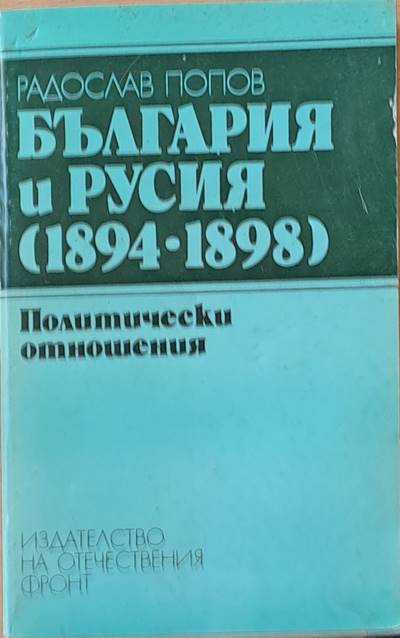 РАДОСЛАВ ПОПОВ
БЪЛГАРИЯ
и РУСИЯ
(1894•1898)
Политически
отношения
ИЗДАТЕЛСТВО
НА ОТЕЧЕСТВЕНИЯ
ФРОНТ